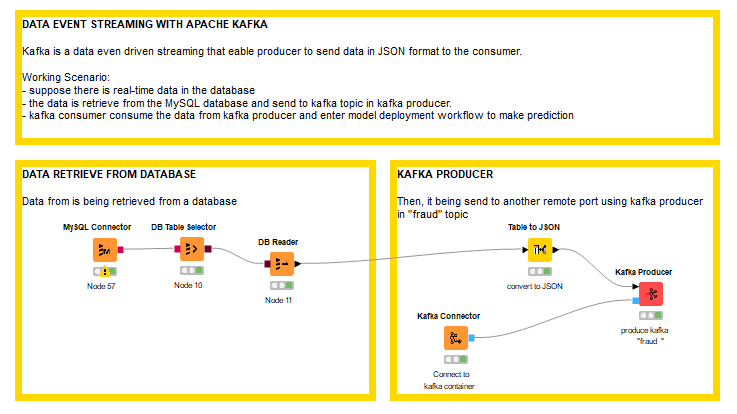 DATA EVENT STREAMING WITH APACHE KAFKA
Kafka is a data even driven streaming that eable producer to send data in JSON format to the consumer.
Working Scenario:
- suppose there is real-time data in the database
- the data is retrieve from the MySQL database and send to kafka topic in kafka producer.
- kafka consumer consume the data from kafka producer and enter model deployment workflow to make prediction
DATA RETRIEVE FROM DATABASE
Data from is being retrieved from a database
MySQL Connector
Node 57
DB Table Selector
Node 10
DB Reader
Node 11
KAFKA PRODUCER
Then, it being send to another remote port using kafka producer
in "fraud" topic
Table to JSON
convert to JSON
Kafka Producer
produce kafka
"fraud "
Kafka Connector
Connect to
kafka container